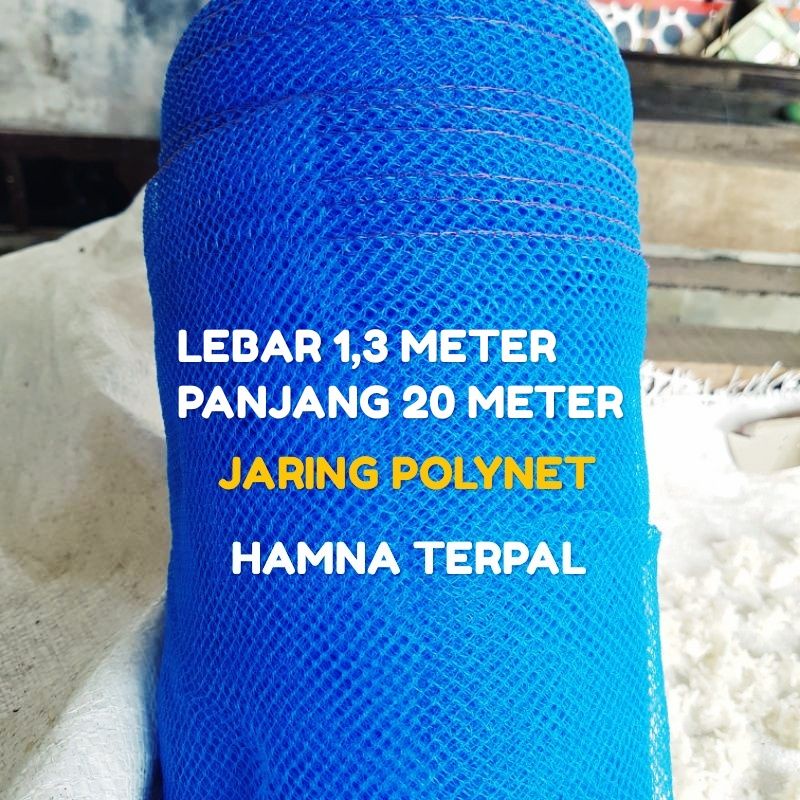 LEBAR 1,3 METER
PANJANG 20 METER
JARING POLYNET
HAMNA TERPAL